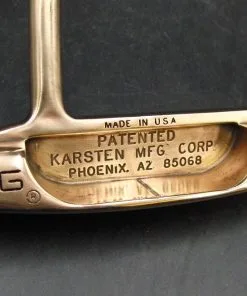 MADE IN USA
PATENTED
KARSTEN MFG CORP
PHOENIX. AZ 85068
G ®